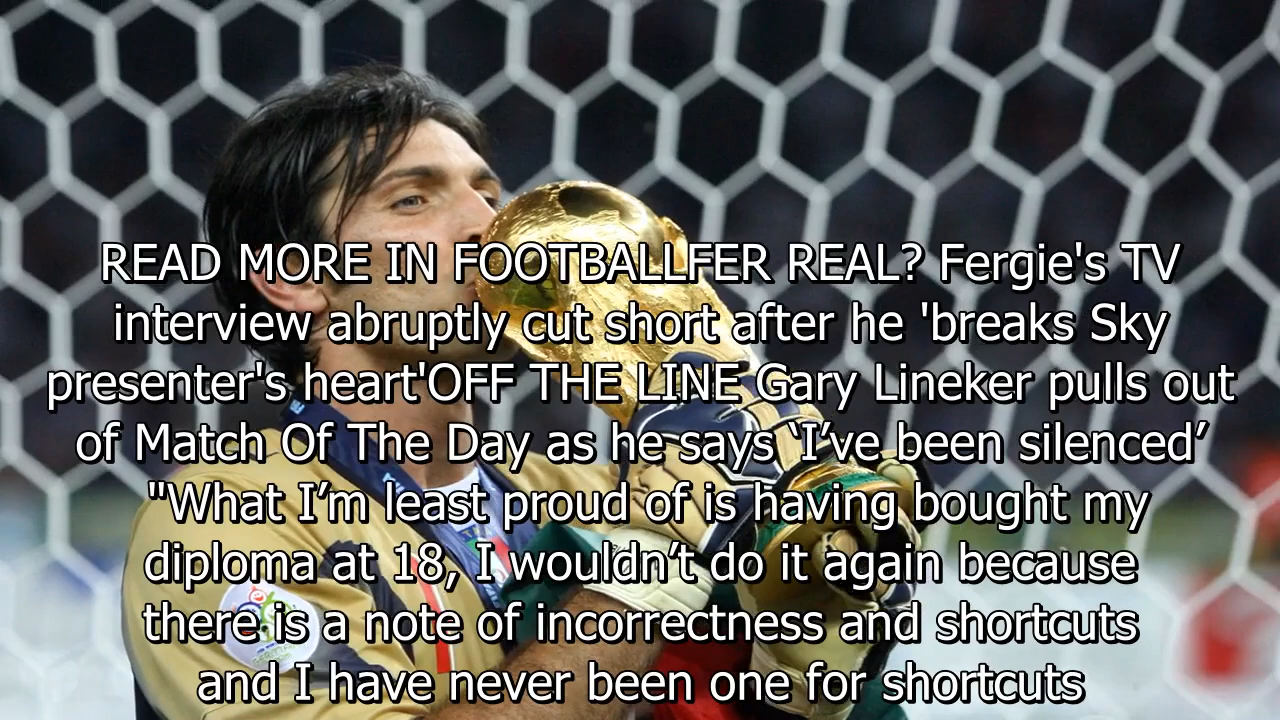 READ MORE IN FOOTBALLFER REAL? Fergie's TV
interview abruptly cut short after he 'breaks Sky
presenter's heart'OFF THE LINE Gary Lineker pulls out
of Match Of The Day as he says ‘I’ve been silenced’
"What I’m least proud of is having bought my
diploma at 18, I wouldn’t do it again because
there is a note of incorrectness and shortcuts
and I have never been one for shortcuts